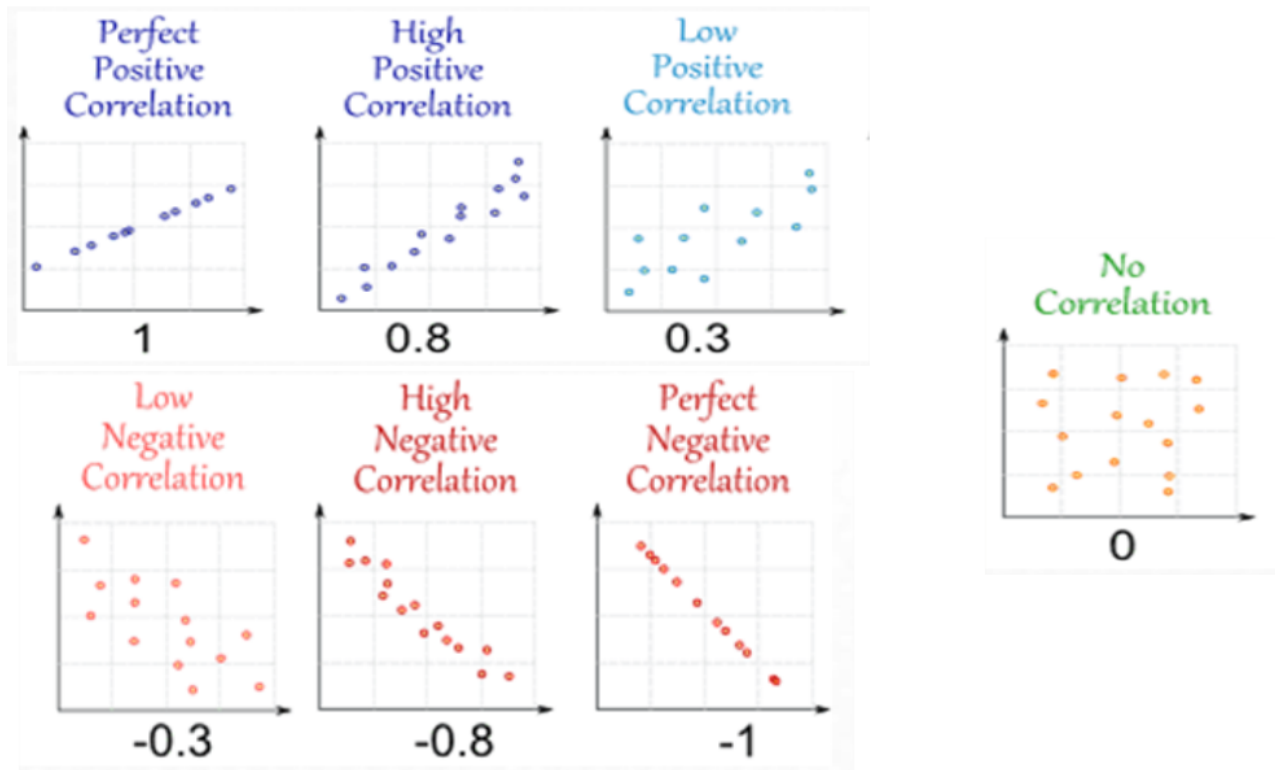 Perfect
Positive
Correlation
1
High
Positive
Correlation
0.8
Low
Positive
Correlation
0.3
Low
Negative
Correlation
-0.3
High
Negative
Correlation
-0.8
Perfect
Negative
Correlation
-1
No
Correlation
0